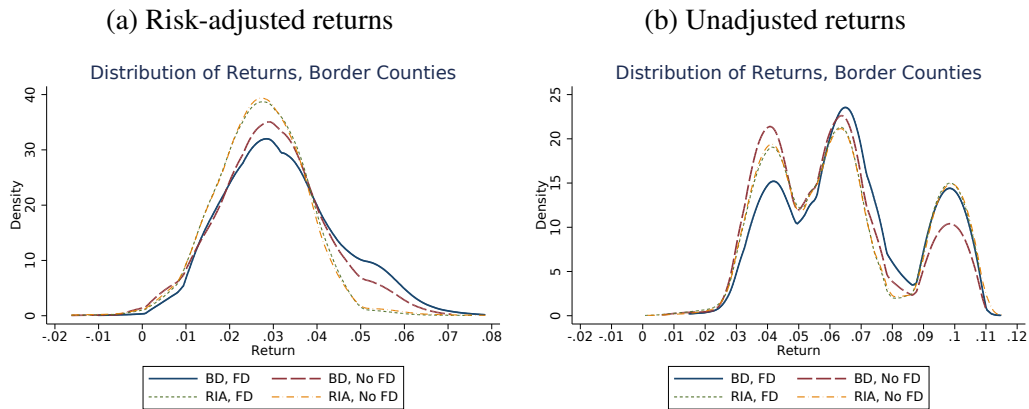 (a) Risk-adjusted returns
Distribution of Returns, Border Counties
Density
40
30
20
10
0
-.02 -.01 0 .01 .02 .03 .04 .05 .06 .07 .08
Return
BD, FD BD, No FD
RIA, FD RIA, No FD
(b) Unadjusted returns
Distribution of Returns, Border Counties
Density
25
20
15
10
5
0
-.02 -.01 0 .01 .02 .03 .04 .05 .06 .07 .08 .09 .1 .11 .12
Return
BD, FD BD, No FD
RIA, FD RIA, No FD